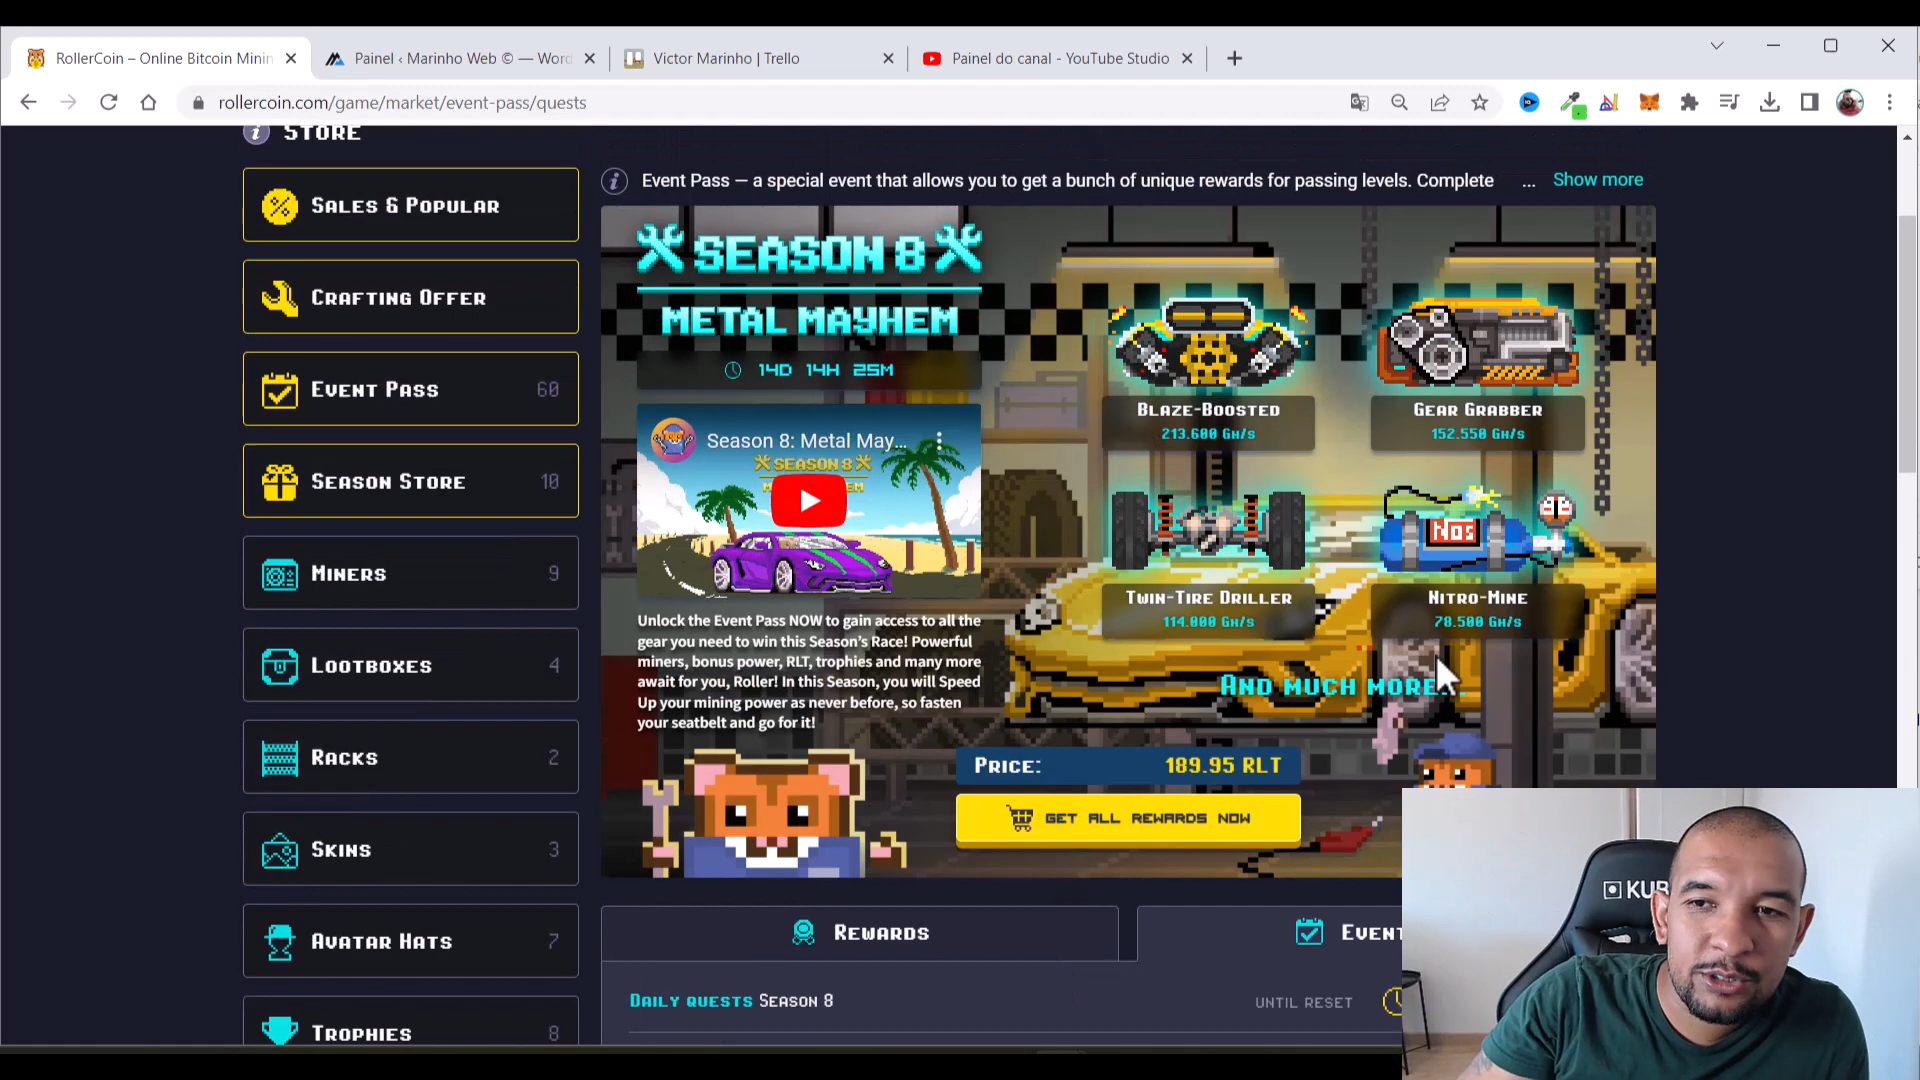 RollerCoin – Online Bitcoin Minin
Painel ‹ Marinho Web © — Word
Victor Marinho | Trello
Painel do canal - YouTube Studio
rollercoin.com/game/market/event-pass/quests
STORE
SALES & POPULAR
CRAFTING OFFER
EVENT PASS 60
SEASON STORE 10
MINERS 9
LOOTBOXES 4
RACKS 2
SKINS 3
AVATAR HATS 7
TROPHIES 8
Event Pass — a special event that allows you to get a bunch of unique rewards for passing levels. Complete ... Show more
SEASON 8
METAL MAYHEM
14D 14H 25M
Season 8: Metal May...
SEASON 8
Unlock the Event Pass NOW to gain access to all the
gear you need to win this Season's Race! Powerful
miners, bonus power, RLT, trophies and many more
await for you, Roller! In this Season, you will Speed
Up your mining power as never before, so fasten
your seatbelt and go for it!
BLAZE-BOOSTED
213.600 GH/S
GEAR GRABBER
152.550 GH/S
TWIN-TIRE DRILLER
114.000 GH/S
NOS
NITRO-MINE
78.500 GH/S
AND MUCH MORE...
PRICE: 189.95 RLT
GET ALL REWARDS NOW
REWARDS
EVENT
DAILY QUESTS SEASON 8
UNTIL RESET
KUB